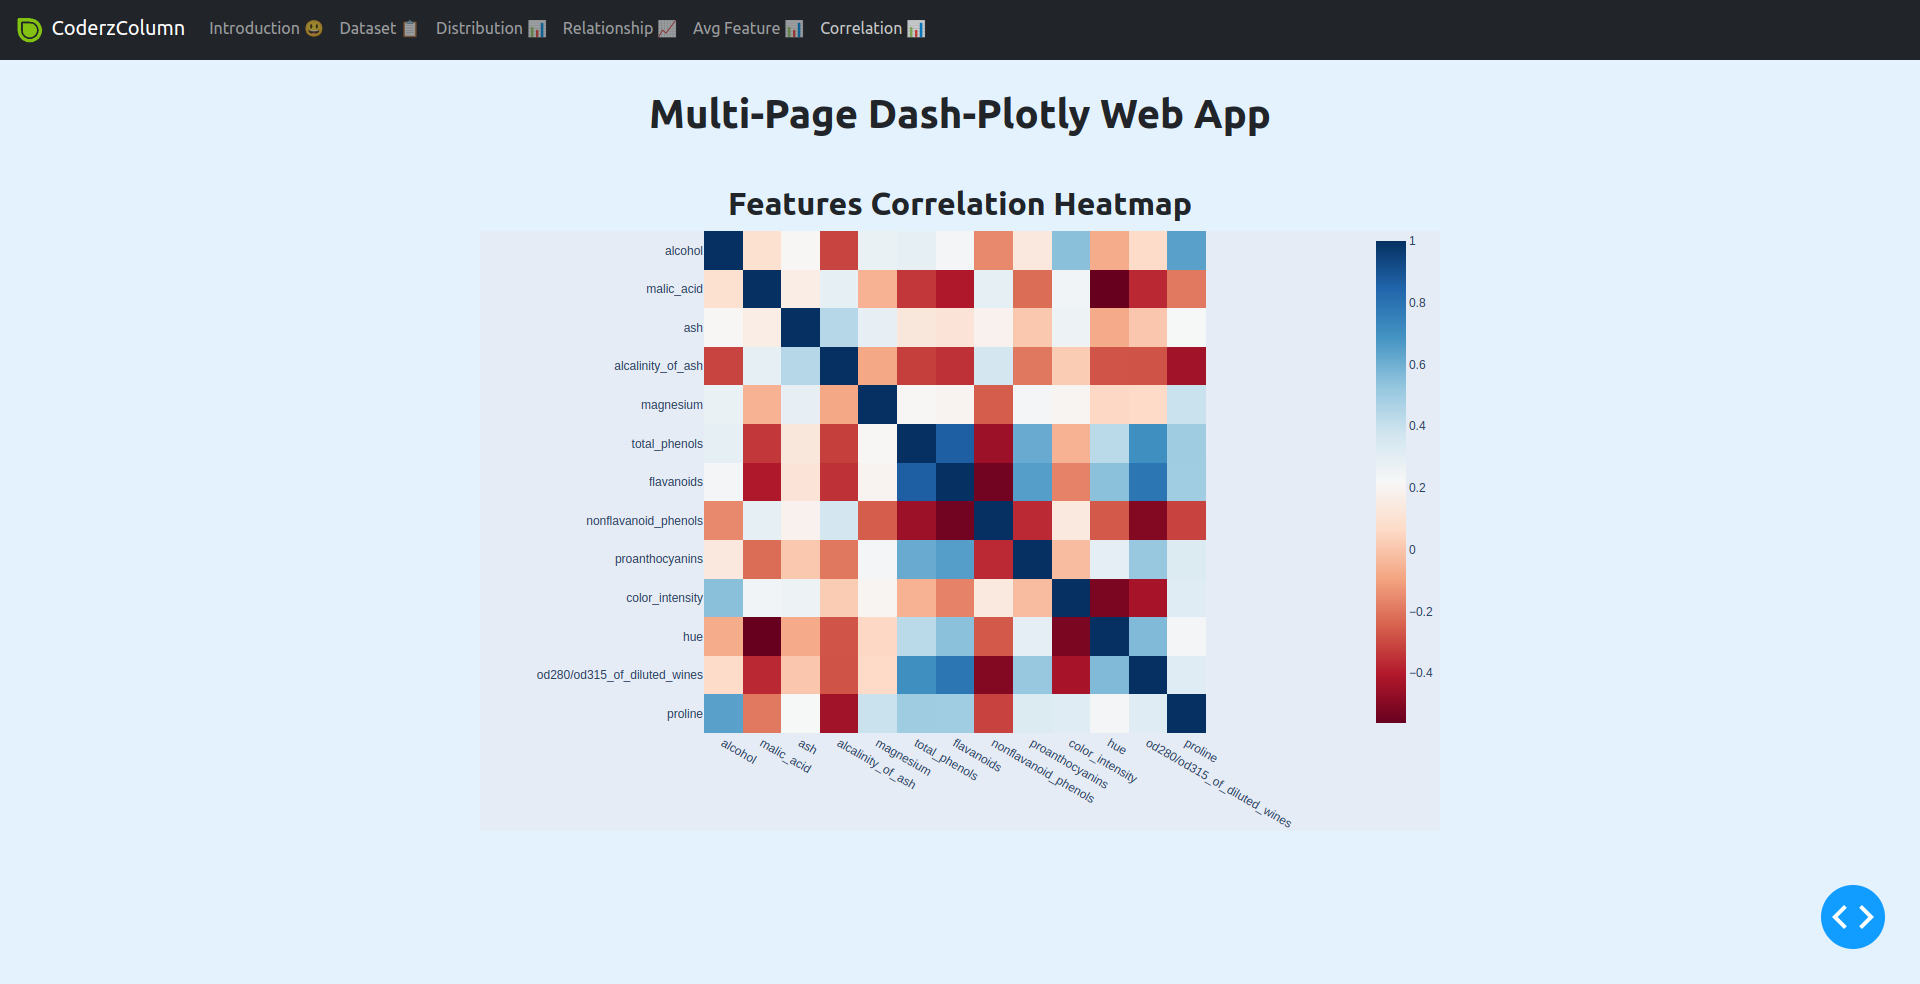 CoderzColumn Introduction 😃 Dataset 📋 Distribution 📊 Relationship 📈 Avg Feature 📊 Correlation 📊
Multi-Page Dash-Plotly Web App
Features Correlation Heatmap
alcohol
malic_acid
ash
alcalinity_of_ash
magnesium
total_phenols
flavanoids
nonflavanoid_phenols
proanthocyanins
color_intensity
hue
od280/od315_of_diluted_wines
proline
alcohol
malic_acid
ash
alcalinity_of_ash
magnesium
total_phenols
flavanoids
nonflavanoid_phenols
proanthocyanins
color_intensity
hue
od280/od315_of_diluted_wines
proline
1
0.8
0.6
0.4
0.2
0
−0.2
−0.4